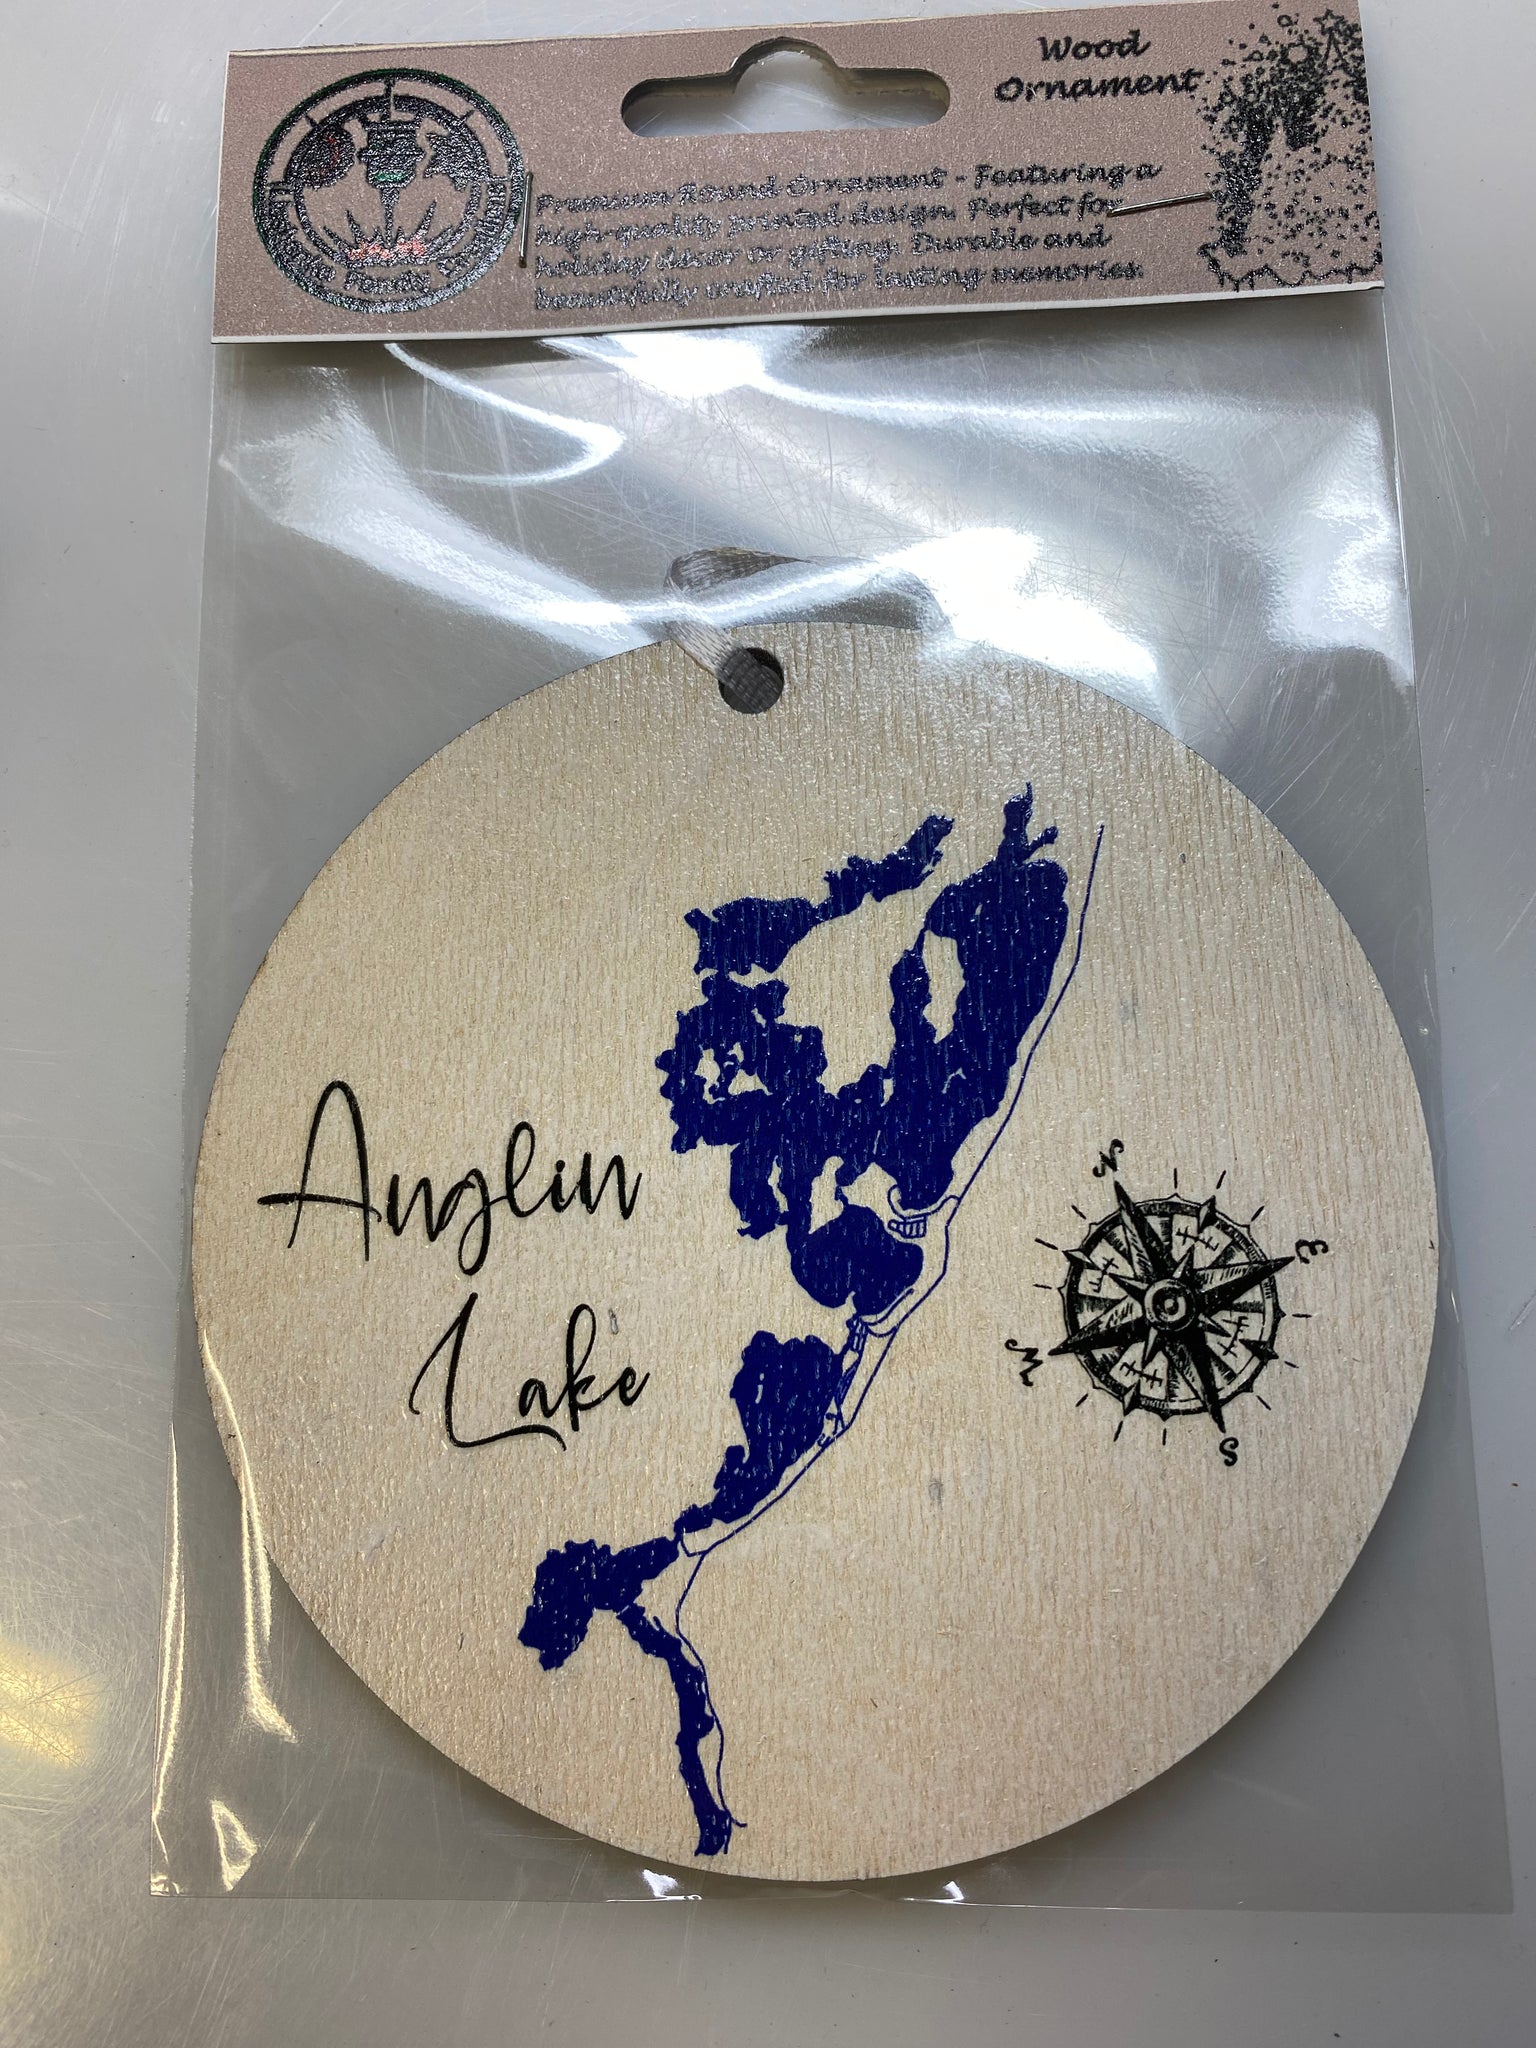 Wood
Ornament
Premium Round Ornament - Featuring a
high-quality printed design. Perfect for
holiday décor or gifting. Durable and
beautifully crafted for lasting memories.
Anglin
Lake
N
E
W
S